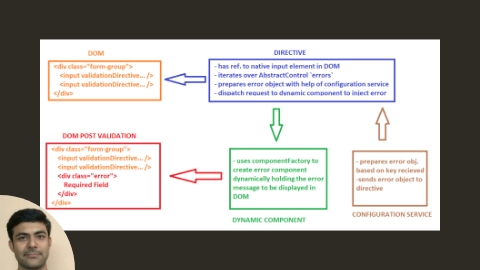 DOM
<div class="form-group">
<input validationDirective... />
<input validationDirective... />
</div>
DIRECTIVE
- has ref. to native input element in DOM
- iterates over AbstractControl `errors`
- prepares error object with help of configuration service
- dispatch request to dynamic component to inject error
DOM POST VALIDATION
<div class="form-group">
<input validationDirective... />
<input validationDirective... />
<div class="error">
Required Field
</div>
</div>
- uses componentFactory to
create error component
dynamically holding the error
message to be displayed in
DOM
DYNAMIC COMPONENT
- prepares error obj.
based on key recieved
-sends error object to
directive
CONFIGURATION SERVICE